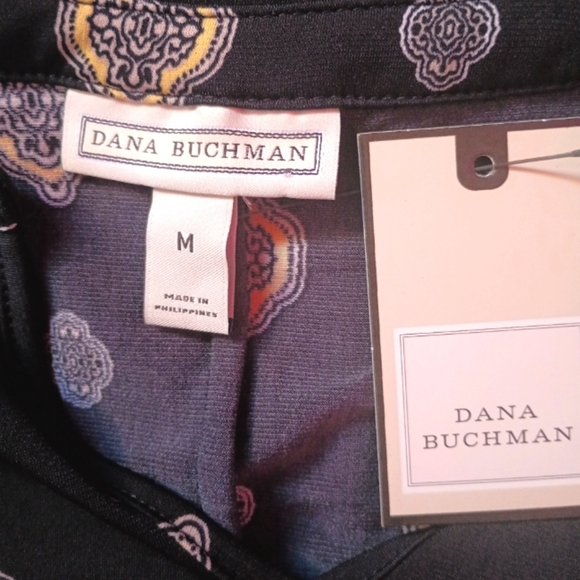 DANA BUCHMAN
M
MADE IN
PHILIPPINES
DANA
BUCHMAN